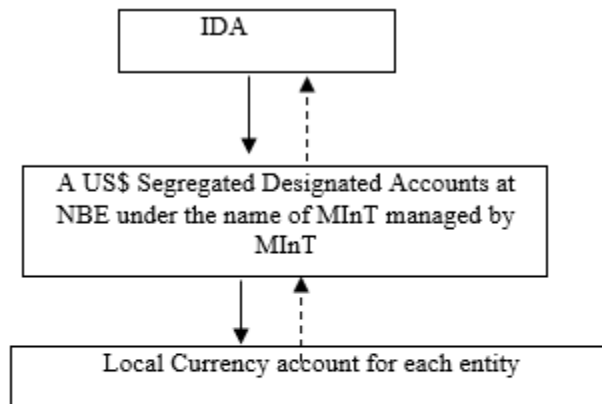 IDA
A US$ Segregated Designated Accounts at
NBE under the name of MInT managed by
MInT
Local Currency account for each entity